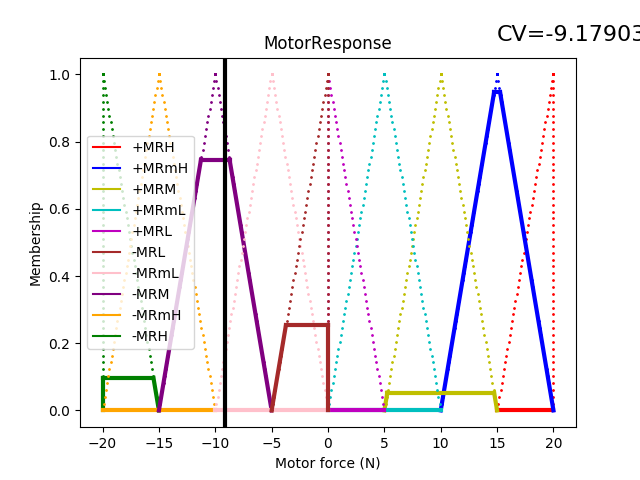 CV=-9.17903
MotorResponse
Membership
1.0
0.8
0.6
0.4
0.2
0.0
+MRH
+MRmH
+MRM
+MRmL
+MRL
-MRL
-MRmL
-MRM
-MRmH
-MRH
−20 −15 −10 −5 0 5 10 15 20
Motor force (N)